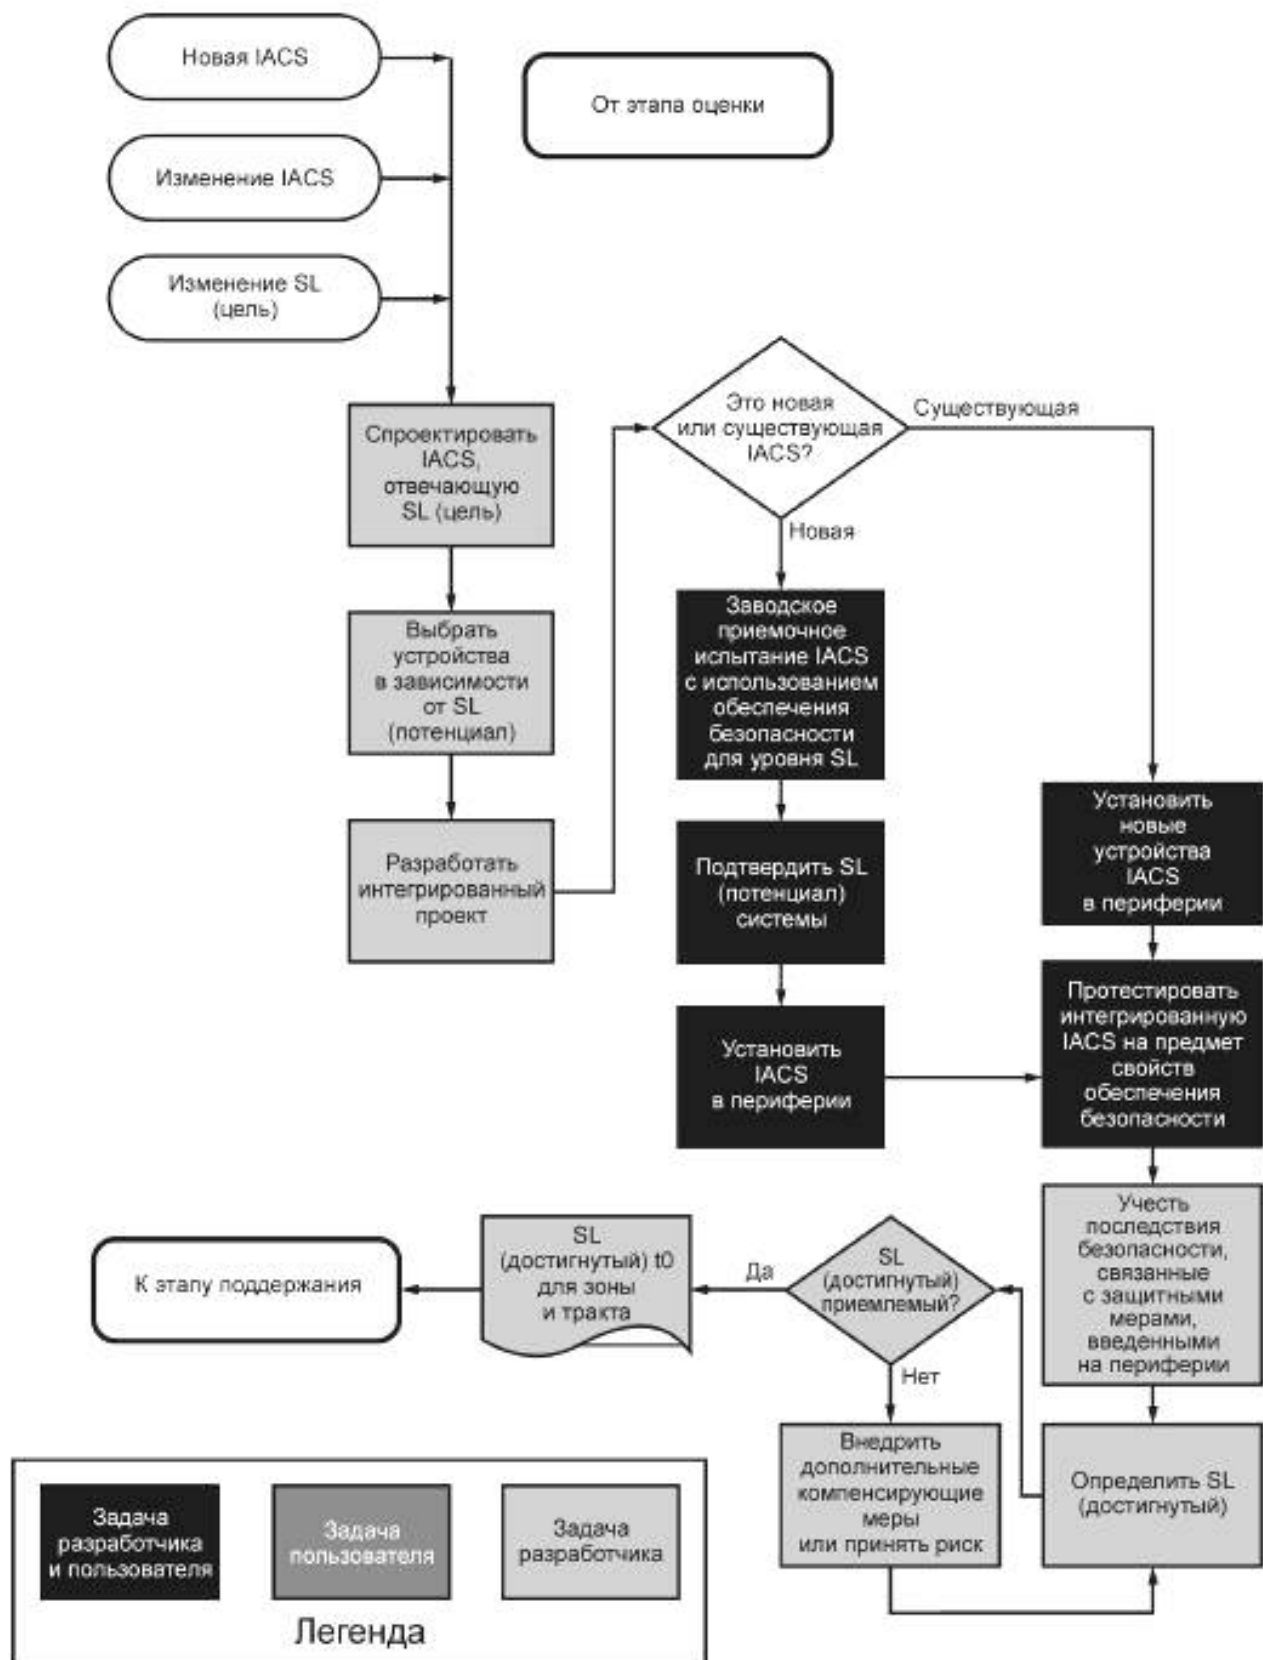 Новая IACS
От этапа оценки
Изменение IACS
Изменение SL
(цель)
Спроектировать
IACS,
отвечающую
SL (цель)
Выбрать
устройства
в зависимости
от SL
(потенциал)
Разработать
интегрированный
проект
Это новая
или существующая
IACS?
Существующая
Новая
Заводское
приемочное
испытание IACS
с использованием
обеспечения
безопасности
для уровня SL
Подтвердить SL
(потенциал)
системы
Установить
IACS
в периферии
Установить
новые
устройства
IACS
в периферии
Протестировать
интегрированную
IACS на предмет
свойств
обеспечения
безопасности
Учесть
последствия
безопасности,
связанные
с защитными
мерами,
введенными
на периферии
Определить SL
(достигнутый)
SL
(достигнутый)
приемлемый?
Да
Нет
Внедрить
дополнительные
компенсирующие
меры
или принять риск
SL
(достигнутый) t0
для зоны
и тракта
К этапу поддержания
Задача
разработчика
и пользователя
Задача
пользователя
Задача
разработчика
Легенда